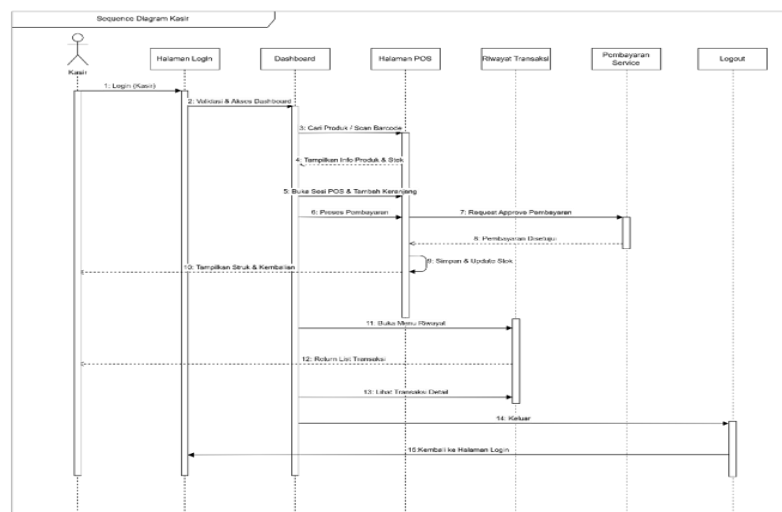 Sequence Diagram Kasir
Kasir
Halaman Login
Dashboard
Halaman POS
Riwayat Transaksi
Pembayaran
Service
Logout
1: Login (Kasir)
2: Validasi & Akses Dashboard
3: Cari Produk / Scan Barcode
4: Tampilkan Info Produk & Stok
5: Buka Sesi POS & Tambah Keranjang
6: Proses Pembayaran
7: Request Approve Pembayaran
8: Pembayaran Disetujui
9: Simpan & Update Stok
10: Tampilkan Struk & Kembalian
11: Buka Menu Riwayat
12: Return List Transaksi
13: Lihat Transaksi Detail
14: Keluar
15:Kembali ke Halaman Login